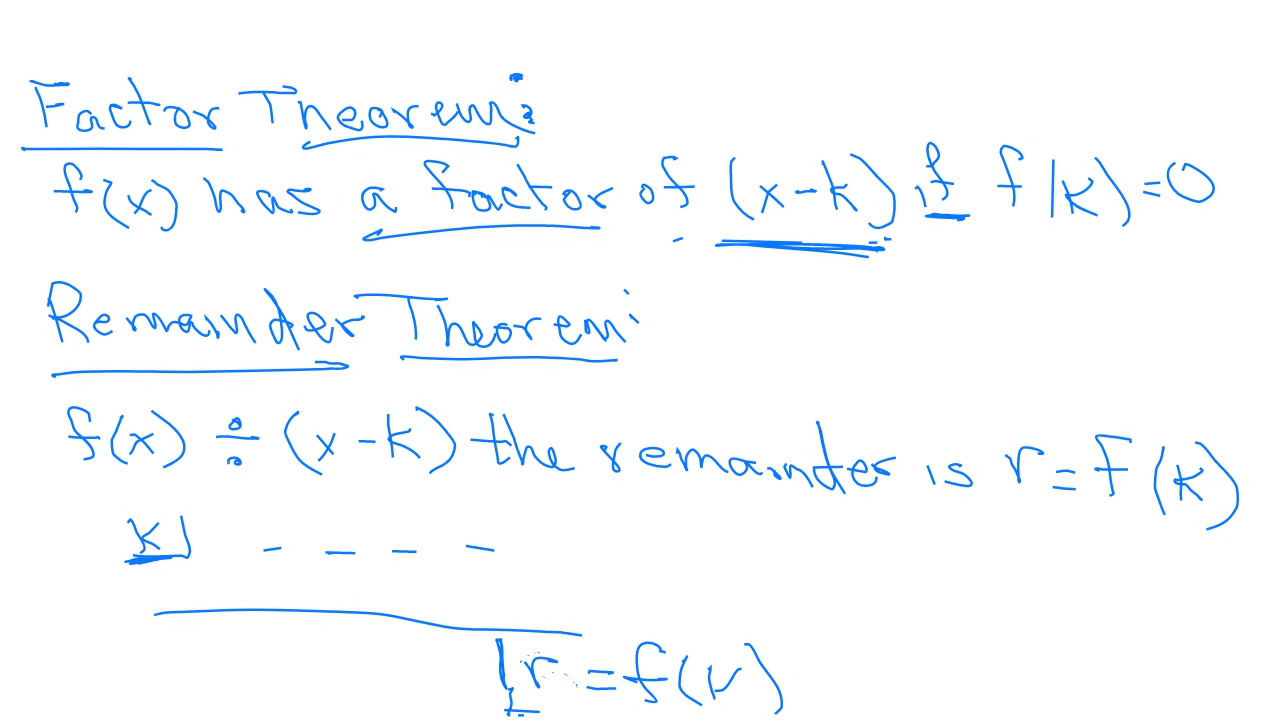 Factor Theorem:
f(x) has a factor of (x-k) if f(k)=0
Remainder Theorem:
f(x) ÷ (x-k) the remainder is r=f(k)
k| - - - -
|r = f(k)